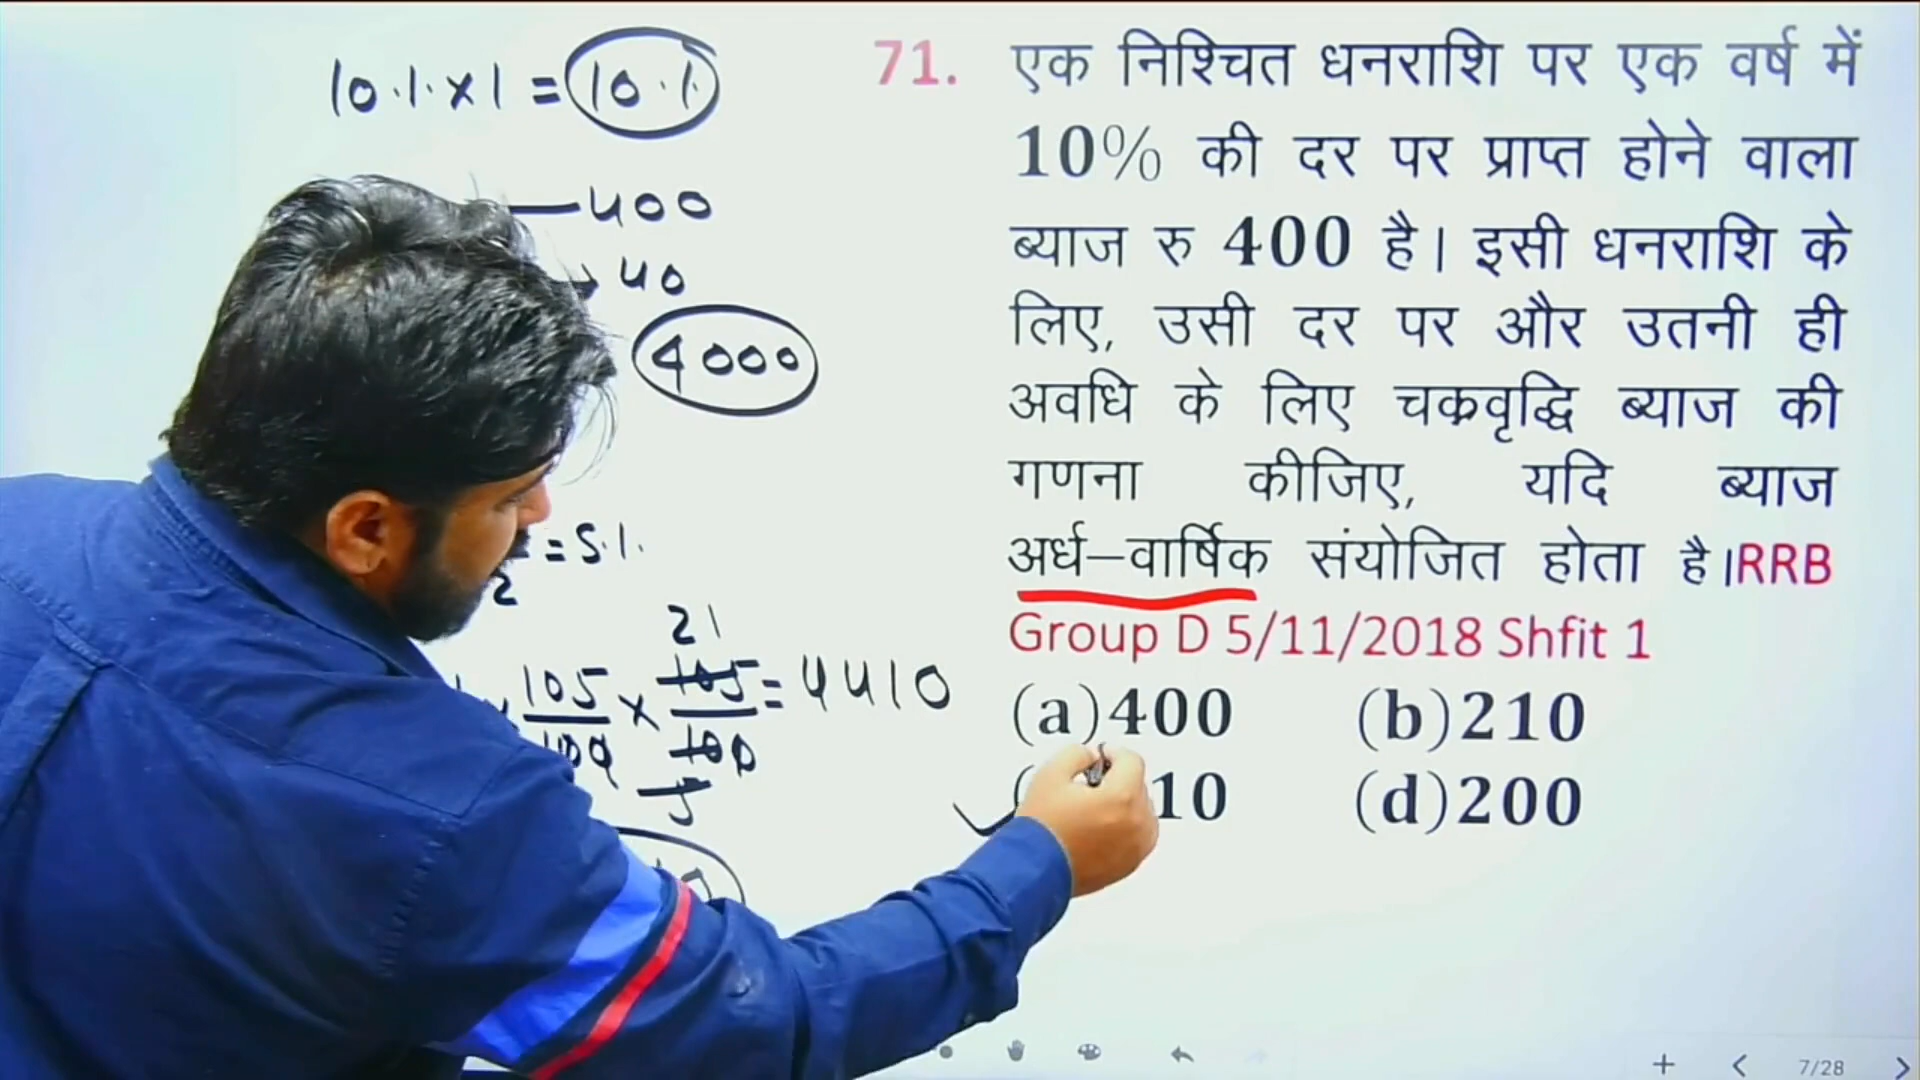 10.1. x 1 = 10.1.
400
40
4000
2 = 5.1.
21
105 x 105 = 4410
100 100
5
71. एक निश्चित धनराशि पर एक वर्ष में
10% की दर पर प्राप्त होने वाला
ब्याज रु 400 है। इसी धनराशि के
लिए, उसी दर पर और उतनी ही
अवधि के लिए चक्रवृद्धि ब्याज की
गणना कीजिए, यदि ब्याज
अर्ध–वार्षिक संयोजित होता है।RRB
Group D 5/11/2018 Shfit 1
(a)400 (b)210
10 (d)200
7/28